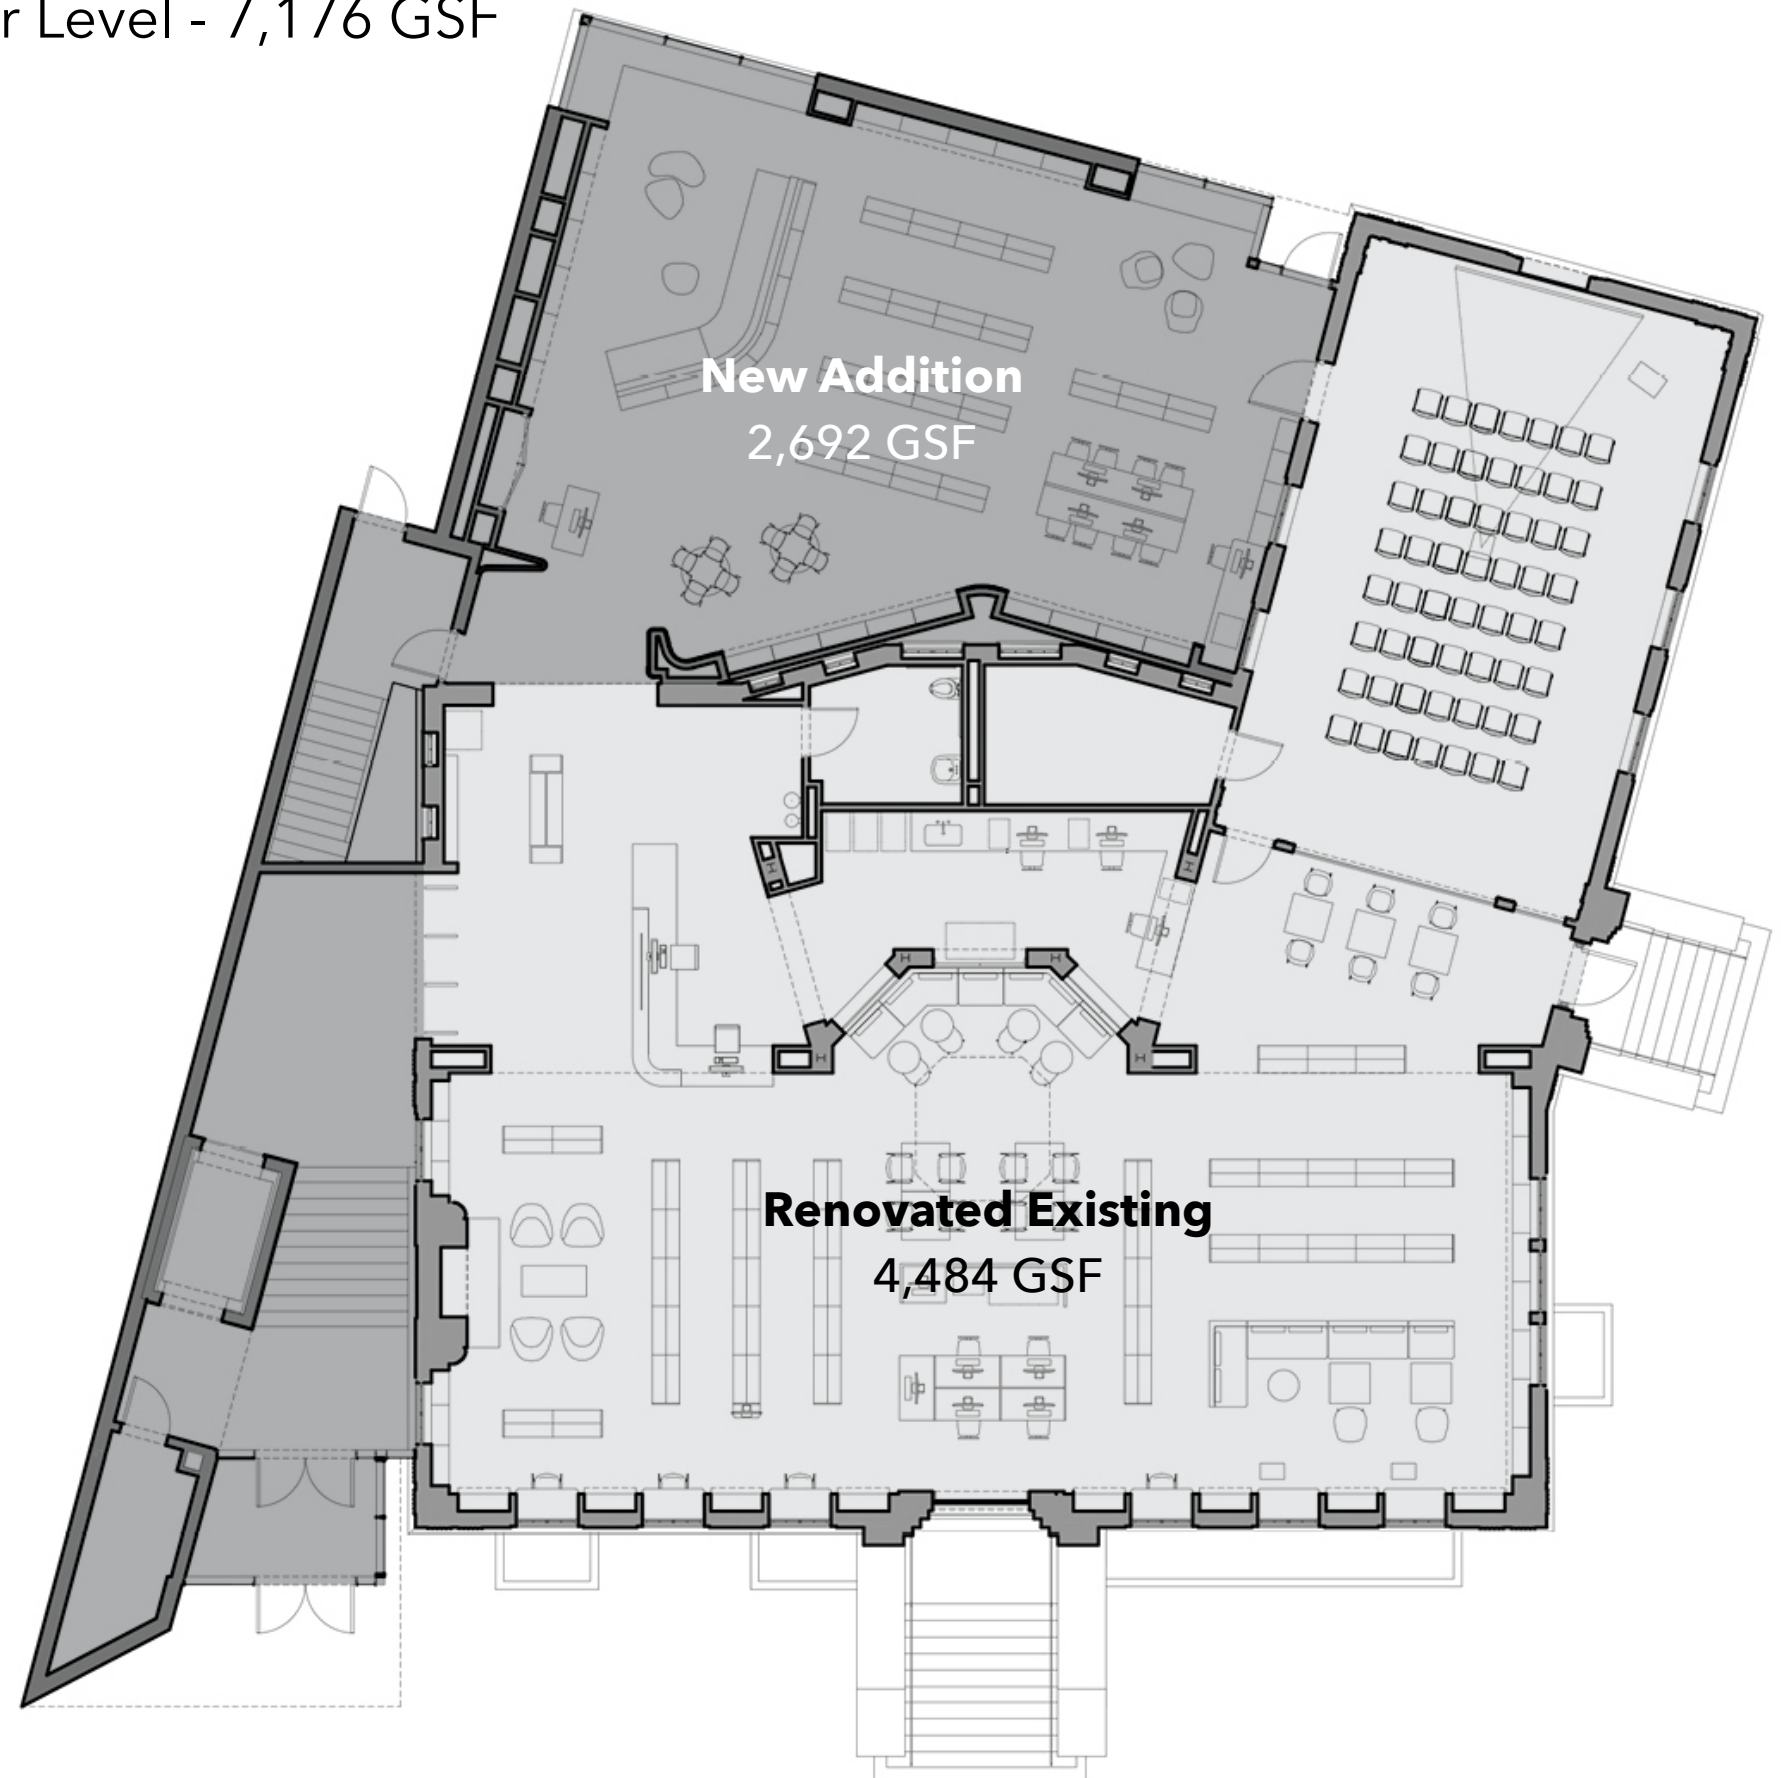 r Level - 7,176 GSF
New Addition
2,692 GSF
Renovated Existing
4,484 GSF